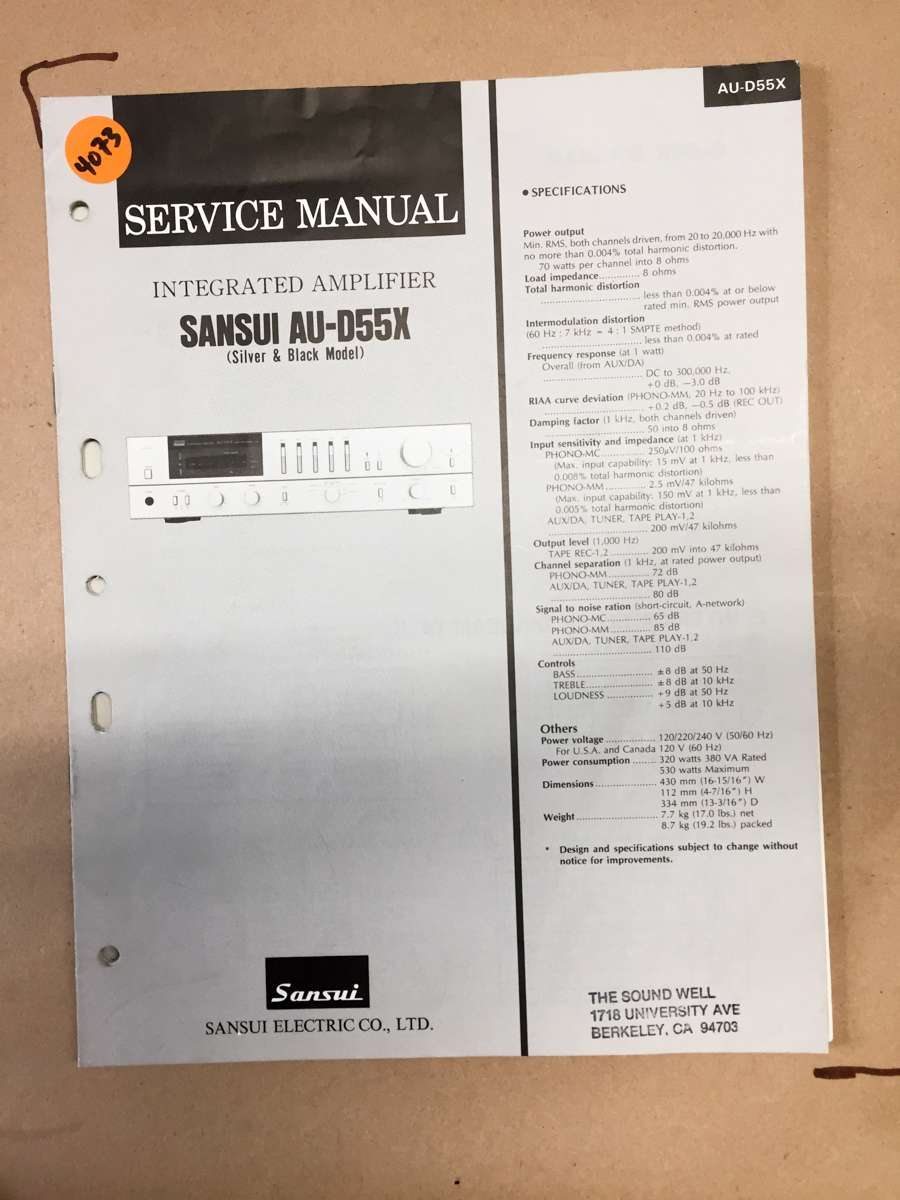 4073
SERVICE MANUAL
INTEGRATED AMPLIFIER
SANSUI AU-D55X
(Silver & Black Model)
Sansui
SANSUI ELECTRIC CO., LTD.
AU-D55X
• SPECIFICATIONS
Power output
Min. RMS, both channels driven, from 20 to 20,000 Hz with
no more than 0.004% total harmonic distortion.
70 watts per channel into 8 ohms
Load impedance.............. 8 ohms
Total harmonic distortion
................................. less than 0.004% at or below
rated min. RMS power output
Intermodulation distortion
(60 Hz : 7 kHz = 4 : 1 SMPTE method)
................................. less than 0.004% at rated
Frequency response (at 1 watt)
Overall (from AUX/DA)
................................. DC to 300,000 Hz,
+0 dB, −3.0 dB
RIAA curve deviation (PHONO-MM, 20 Hz to 100 kHz)
................................. +0.2 dB, −0.5 dB (REC OUT)
Damping factor (1 kHz, both channels driven)
................................. 50 into 8 ohms
Input sensitivity and impedance (at 1 kHz)
PHONO-MC............... 250μV/100 ohms
(Max. input capability: 15 mV at 1 kHz, less than
0.008% total harmonic distortion)
PHONO-MM.............. 2.5 mV/47 kilohms
(Max. input capability: 150 mV at 1 kHz, less than
0.005% total harmonic distortion)
AUX/DA, TUNER, TAPE PLAY-1,2
................................. 200 mV/47 kilohms
Output level (1,000 Hz)
TAPE REC-1,2 ............. 200 mV into 47 kilohms
Channel separation (1 kHz, at rated power output)
PHONO-MM.............. 72 dB
AUX/DA, TUNER, TAPE PLAY-1,2
................................. 80 dB
Signal to noise ration (short-circuit, A-network)
PHONO-MC............... 65 dB
PHONO-MM.............. 85 dB
AUX/DA, TUNER, TAPE PLAY-1,2
................................. 110 dB
Controls
BASS......................... ±8 dB at 50 Hz
TREBLE....................... ±8 dB at 10 kHz
LOUDNESS ................ +9 dB at 50 Hz
+5 dB at 10 kHz
Others
Power voltage ................. 120/220/240 V (50/60 Hz)
For U.S.A. and Canada 120 V (60 Hz)
Power consumption ........ 320 watts 380 VA Rated
530 watts Maximum
Dimensions.................... 430 mm (16-15/16") W
112 mm (4-7/16") H
334 mm (13-3/16") D
Weight........................... 7.7 kg (17.0 lbs.) net
8.7 kg (19.2 lbs.) packed
* Design and specifications subject to change without
notice for improvements.
THE SOUND WELL
1718 UNIVERSITY AVE
BERKELEY, CA 94703